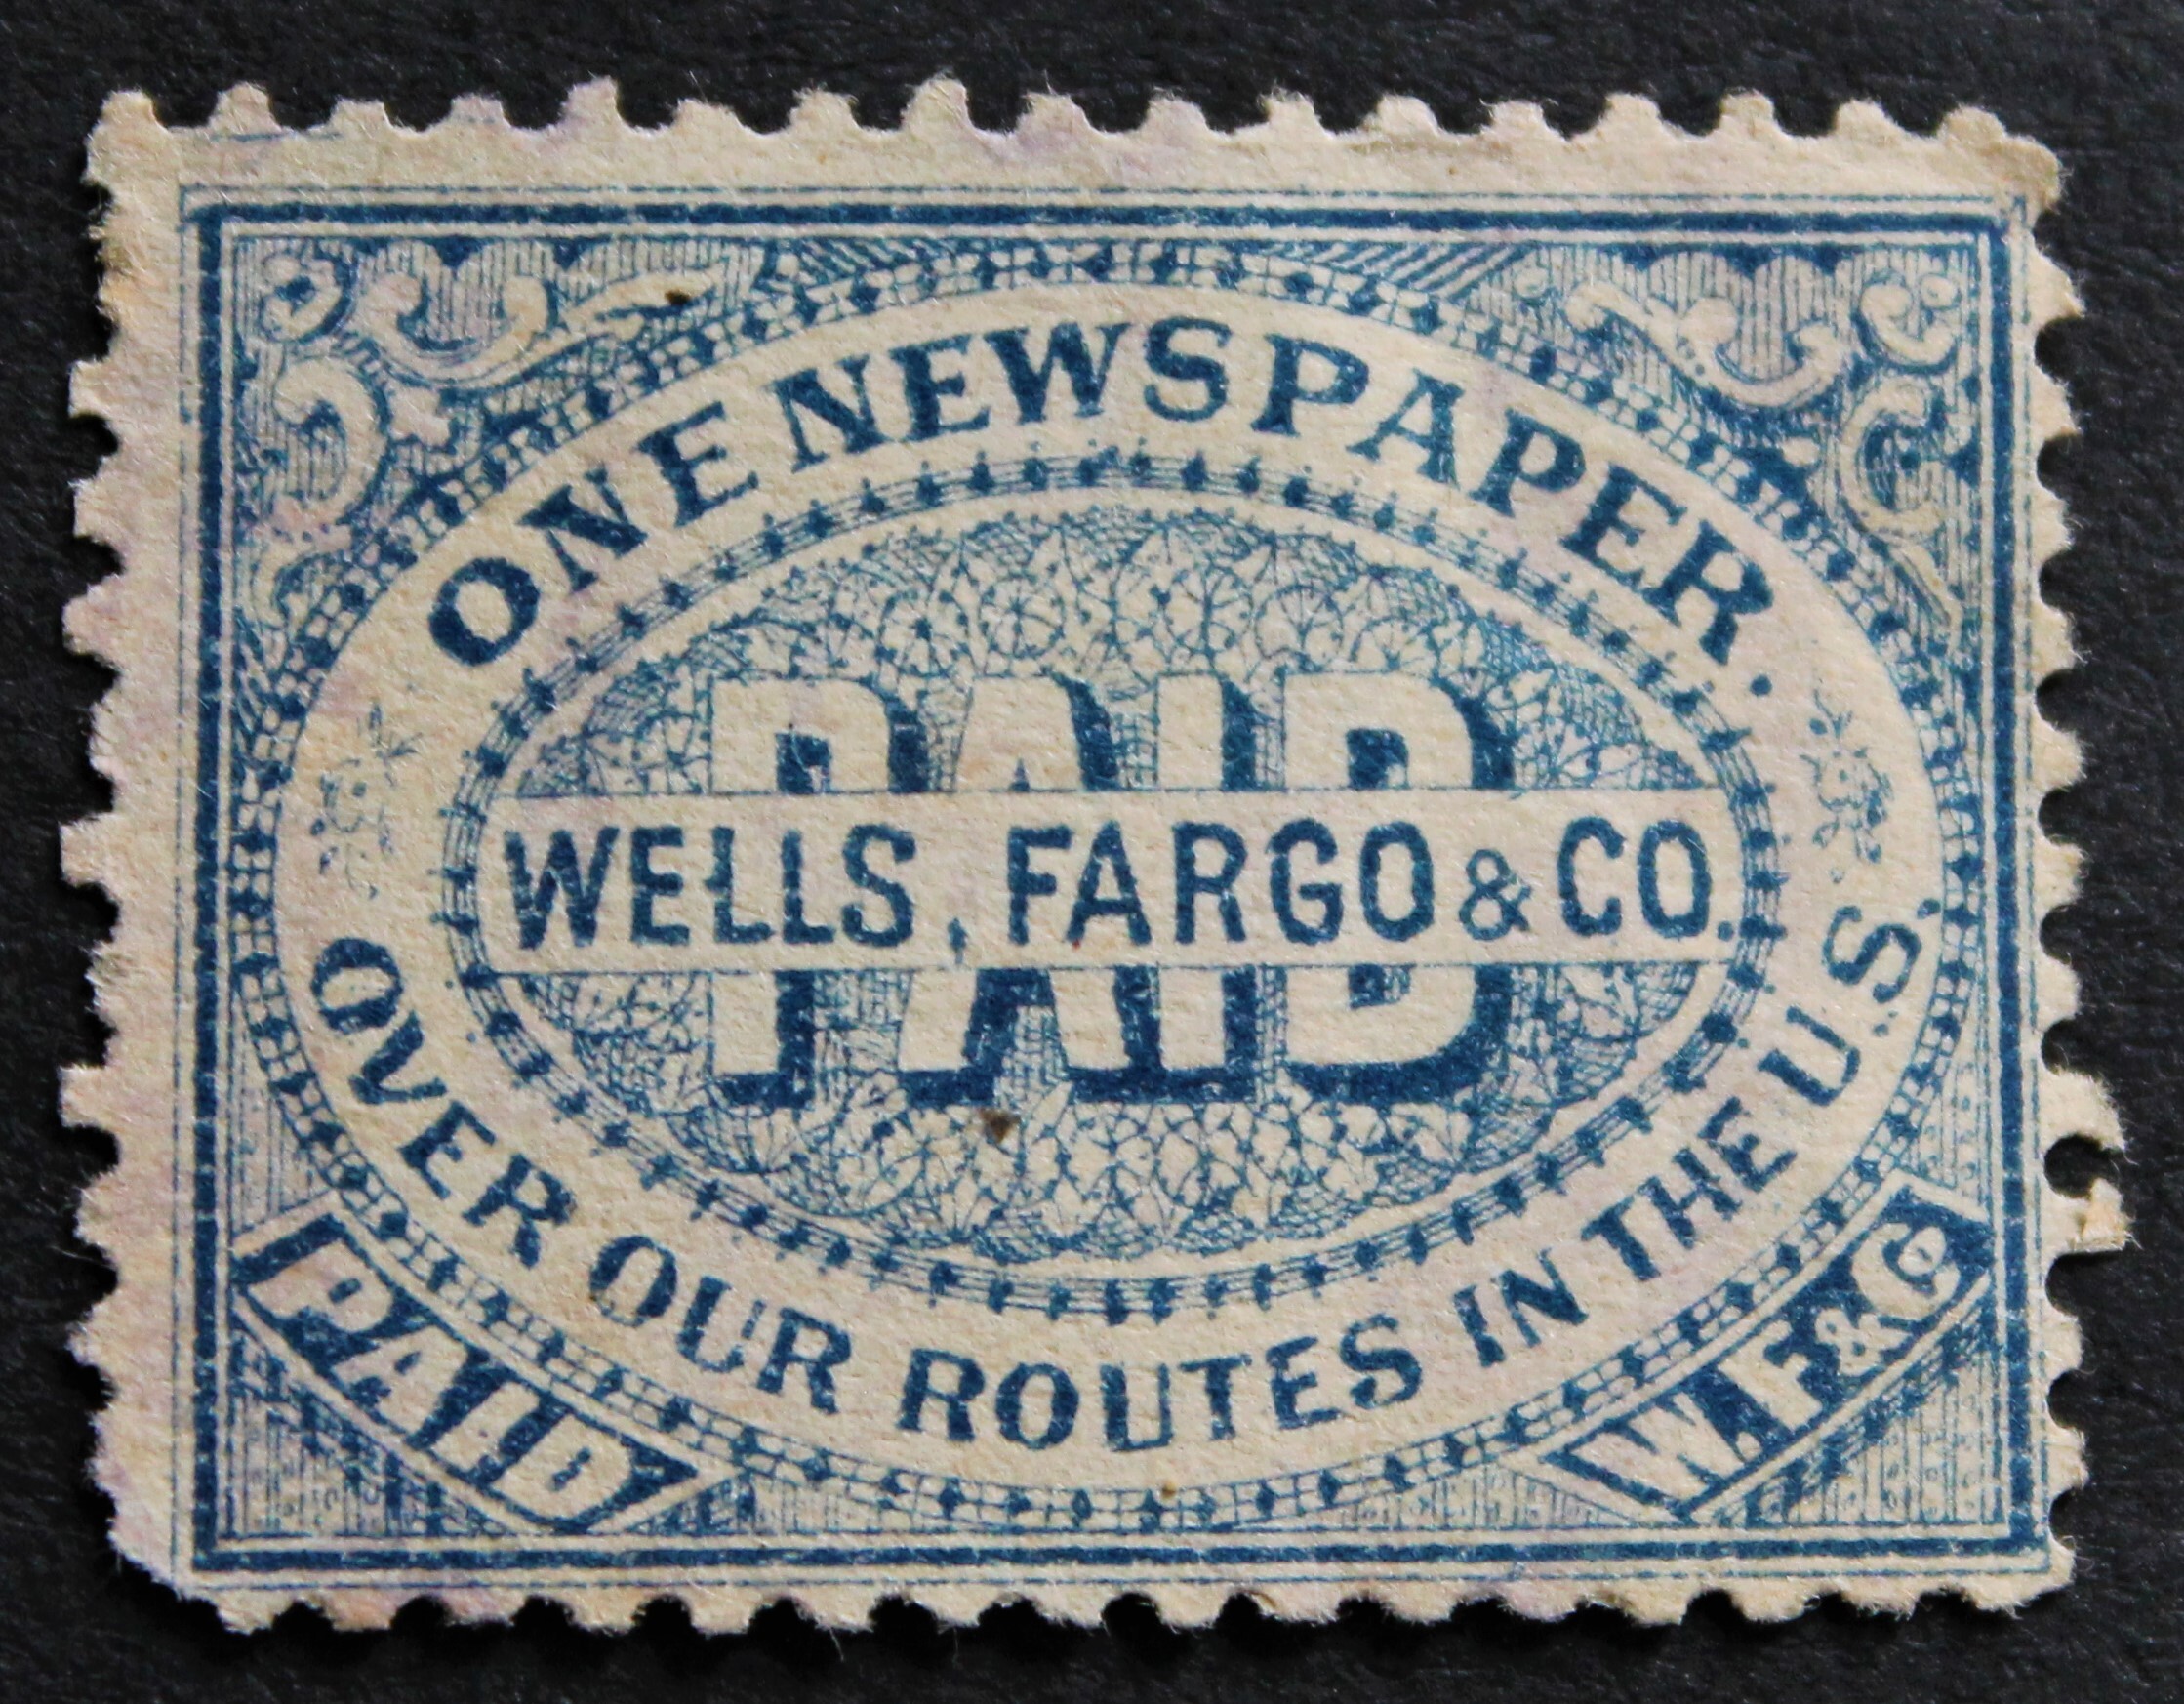 ONE NEWSPAPER.
PAID
WELLS, FARGO & CO.
OVER OUR ROUTES IN THE U.S.
PAID
W.F.& Co